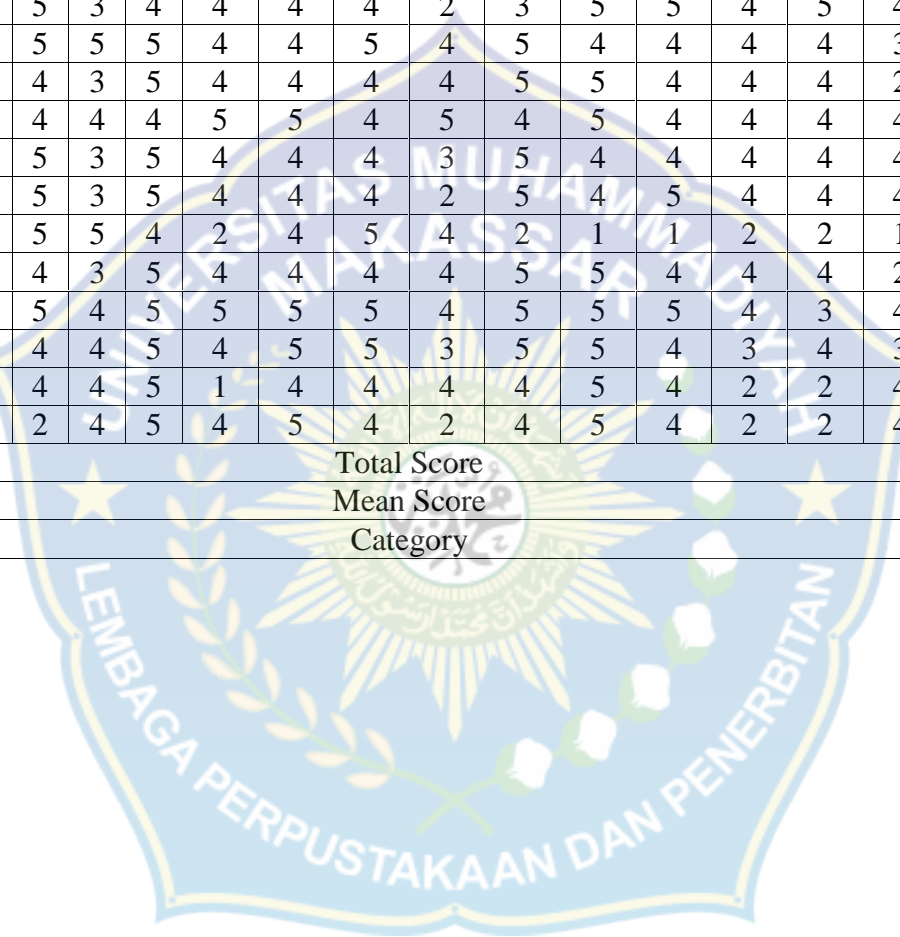 5 3 4 4 4 4 2 3 5 5 4 5 4
5 5 5 4 4 5 4 5 4 4 4 4 3
4 3 5 4 4 4 4 5 5 4 4 4 2
4 4 4 5 5 4 5 4 5 4 4 4 4
5 3 5 4 4 4 3 5 4 4 4 4 4
5 3 5 4 4 4 2 5 4 5 4 4 4
5 5 4 2 4 5 4 2 1 1 2 2 1
4 3 5 4 4 4 4 5 5 4 4 4 2
5 4 5 5 5 5 4 5 5 5 4 3 4
4 4 5 4 5 5 3 5 5 4 3 4 3
4 4 5 1 4 4 4 4 5 4 2 2 4
2 4 5 4 5 4 2 4 5 4 2 2 4
Total Score
Mean Score
Category
UNIVERSITAS MUHAMMADIYAH
MAKASSAR
LEMBAGA PERPUSTAKAAN DAN PENERBITAN